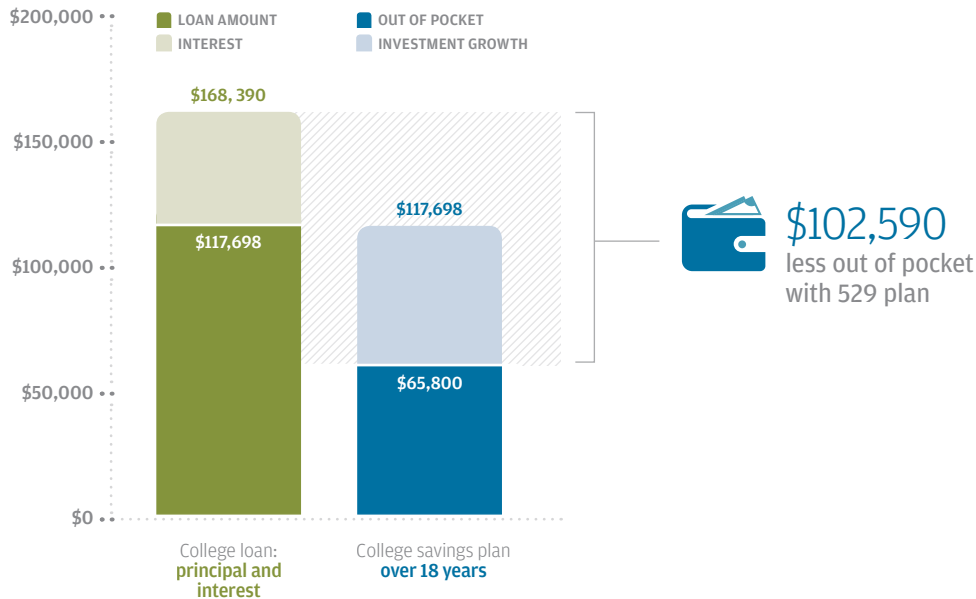 $200,000
LOAN AMOUNT
INTEREST
OUT OF POCKET
INVESTMENT GROWTH
$168, 390
$150,000
$117,698
$117,698
$102,590
less out of pocket
with 529 plan
$100,000
$50,000
$65,800
$0
College loan:
principal and
interest
College savings plan
over 18 years